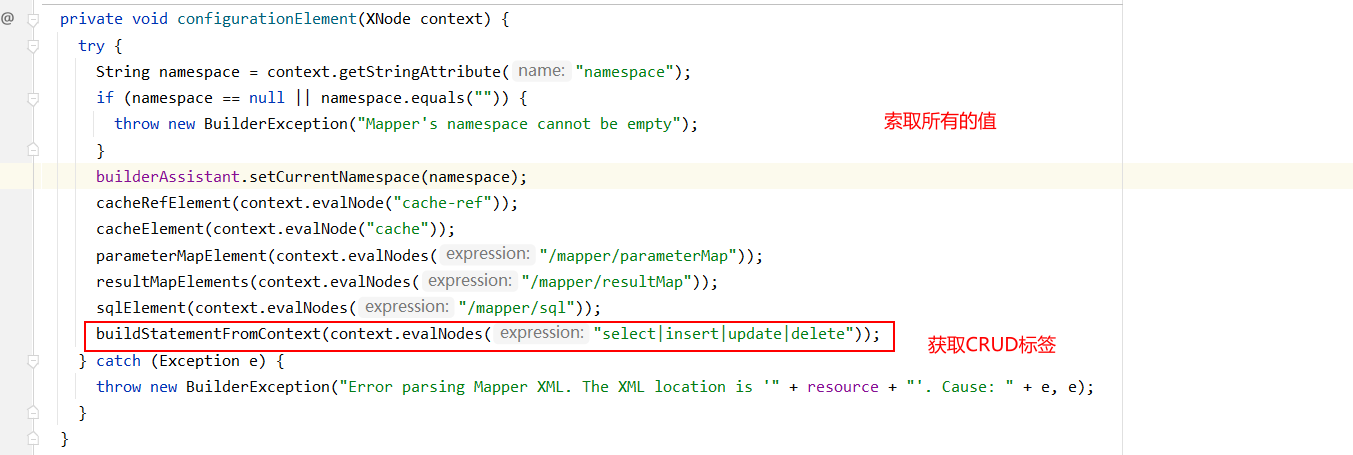 @
private void configurationElement(XNode context) {
try {
String namespace = context.getStringAttribute( name: "namespace");
if (namespace == null || namespace.equals("")) {
throw new BuilderException("Mapper's namespace cannot be empty");
索取所有的值
}
builderAssistant.setCurrentNamespace(namespace);
cacheRefElement(context.evalNode("cache-ref"));
cacheElement(context.evalNode("cache"));
parameterMapElement(context.evalNodes( expression: "/mapper/parameterMap"));
resultMapElements(context.evalNodes( expression: "/mapper/resultMap"));
sqlElement(context.evalNodes( expression: "/mapper/sql"));
buildStatementFromContext(context.evalNodes( expression: "select|insert|update|delete"));
获取CRUD标签
} catch (Exception e) {
throw new BuilderException("Error parsing Mapper XML. The XML location is '" + resource + "'. Cause: " + e, e);
}
}